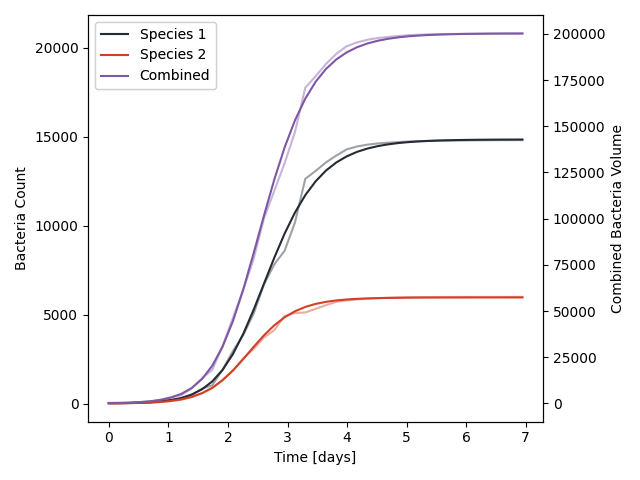 Species 1
Species 2
Combined
20000
15000
10000
5000
0
Bacteria Count
200000
175000
150000
125000
100000
75000
50000
25000
0
Combined Bacteria Volume
0 1 2 3 4 5 6 7
Time [days]